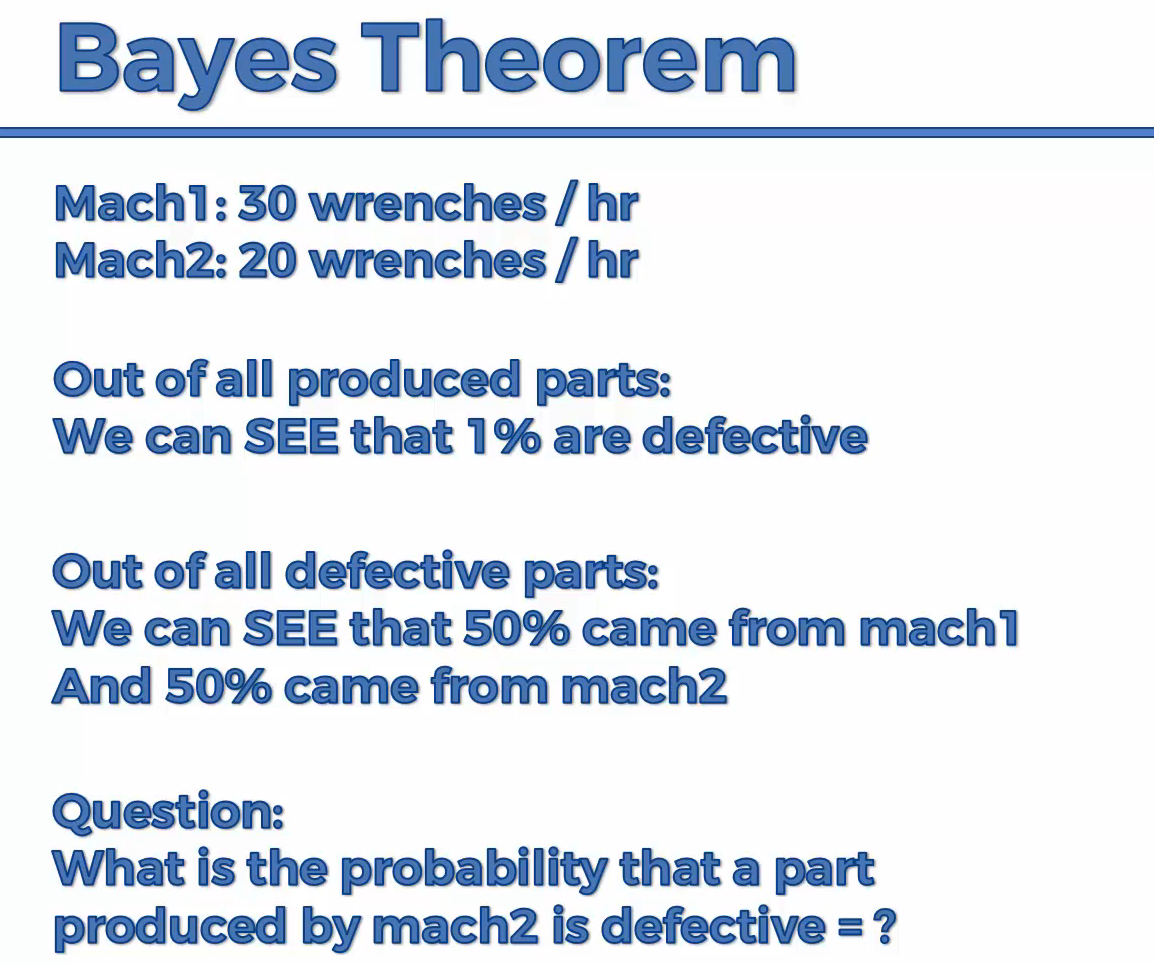 Bayes Theorem
Mach1: 30 wrenches / hr
Mach2: 20 wrenches / hr
Out of all produced parts:
We can SEE that 1% are defective
Out of all defective parts:
We can SEE that 50% came from mach1
And 50% came from mach2
Question:
What is the probability that a part
produced by mach2 is defective = ?